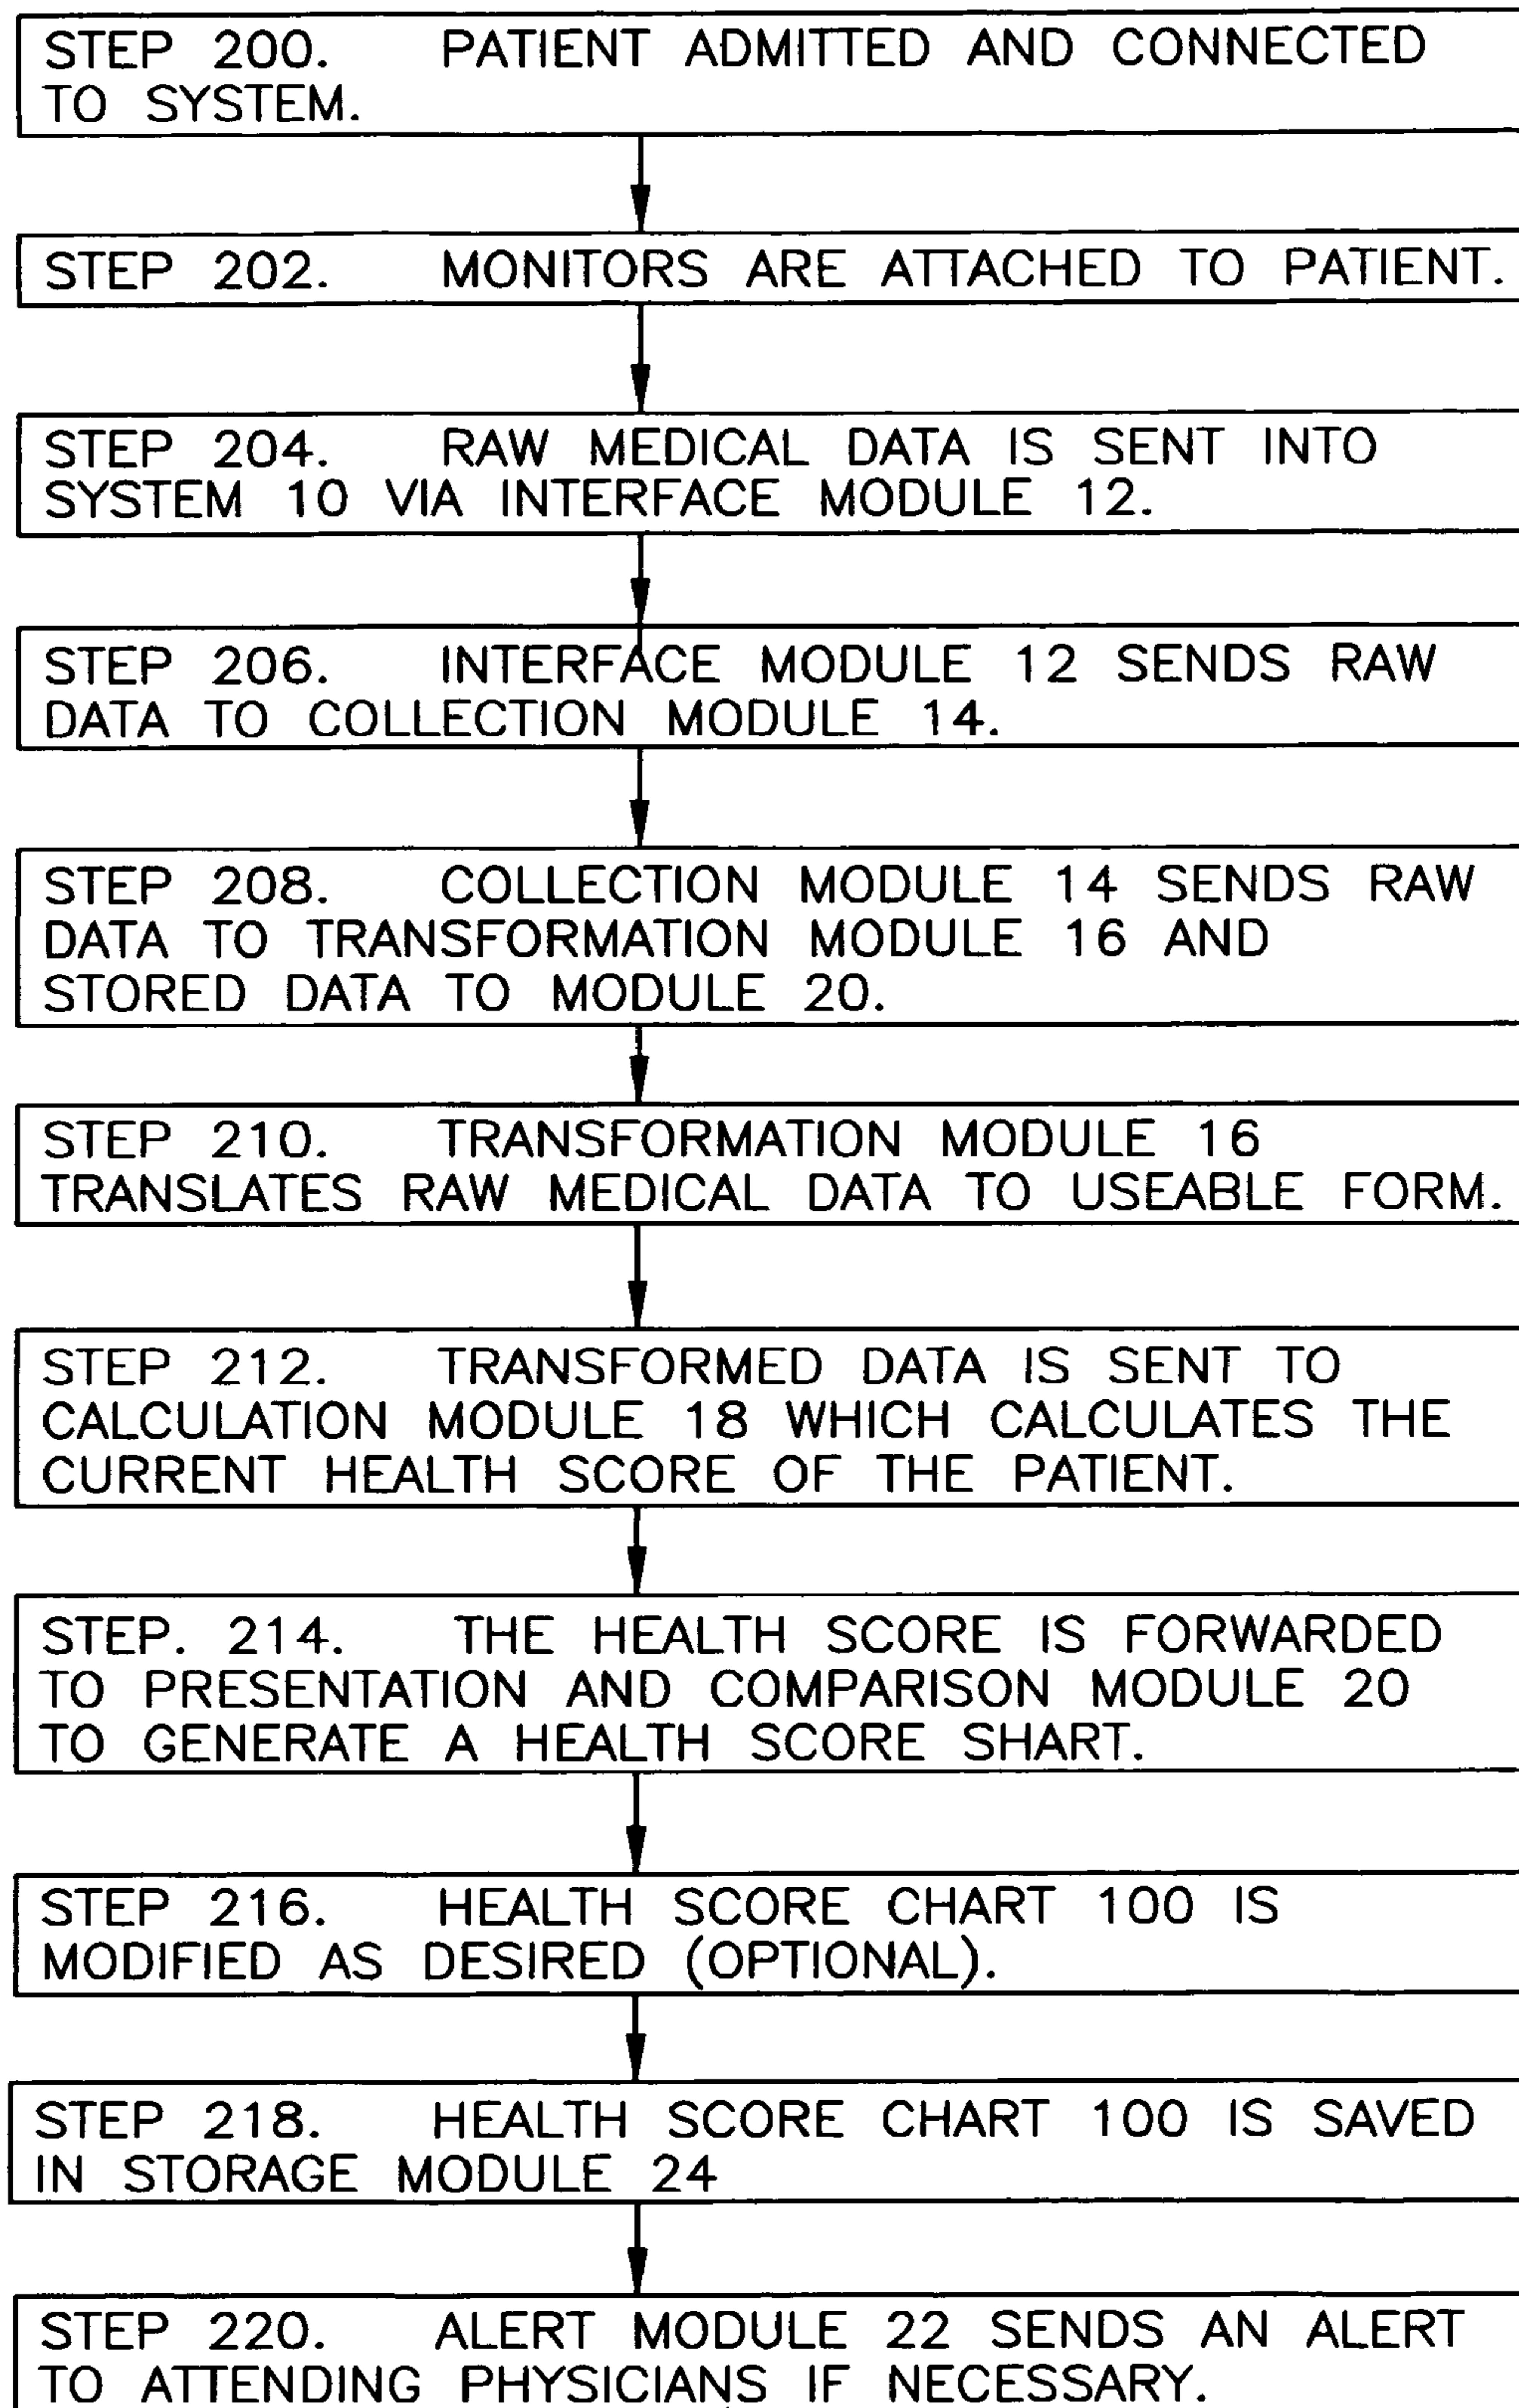 STEP 200. PATIENT ADMITTED AND CONNECTED
TO SYSTEM.
STEP 202. MONITORS ARE ATTACHED TO PATIENT.
STEP 204. RAW MEDICAL DATA IS SENT INTO
SYSTEM 10 VIA INTERFACE MODULE 12.
STEP 206. INTERFACE MODULE 12 SENDS RAW
DATA TO COLLECTION MODULE 14.
STEP 208. COLLECTION MODULE 14 SENDS RAW
DATA TO TRANSFORMATION MODULE 16 AND
STORED DATA TO MODULE 20.
STEP 210. TRANSFORMATION MODULE 16
TRANSLATES RAW MEDICAL DATA TO USEABLE FORM.
STEP 212. TRANSFORMED DATA IS SENT TO
CALCULATION MODULE 18 WHICH CALCULATES THE
CURRENT HEALTH SCORE OF THE PATIENT.
STEP. 214. THE HEALTH SCORE IS FORWARDED
TO PRESENTATION AND COMPARISON MODULE 20
TO GENERATE A HEALTH SCORE SHART.
STEP 216. HEALTH SCORE CHART 100 IS
MODIFIED AS DESIRED (OPTIONAL).
STEP 218. HEALTH SCORE CHART 100 IS SAVED
IN STORAGE MODULE 24
STEP 220. ALERT MODULE 22 SENDS AN ALERT
TO ATTENDING PHYSICIANS IF NECESSARY.